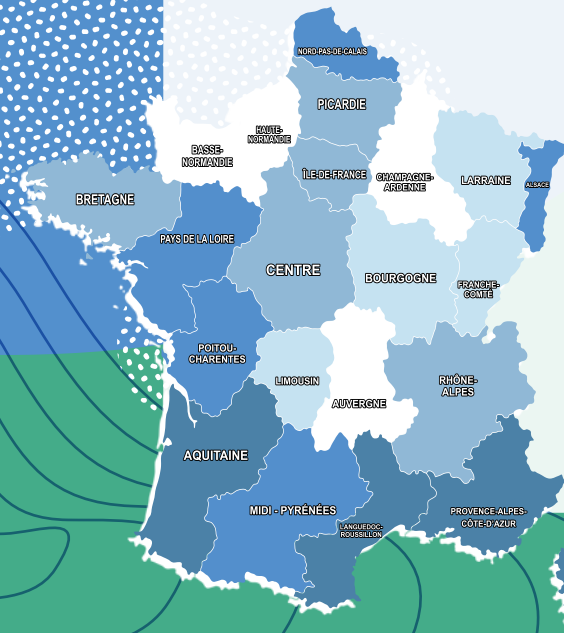 NORD-PAS-DE-CALAIS
PICARDIE
HAUTE-
NORMANDIE
BASSE-
NORMANDIE
ÎLE-DE-FRANCE
CHAMPAGNE-
ARDENNE
LARRAINE
ALSACE
BRETAGNE
PAYS DE LA LOIRE
CENTRE
BOURGOGNE
FRANCHE-
COMTÉ
POITOU-
CHARENTES
LIMOUSIN
AUVERGNE
RHÔNE-
ALPES
AQUITAINE
MIDI - PYRÉNÉES
LANGUEDOC-
ROUSSILLON
PROVENCE-ALPES-
CÔTE-D'AZUR